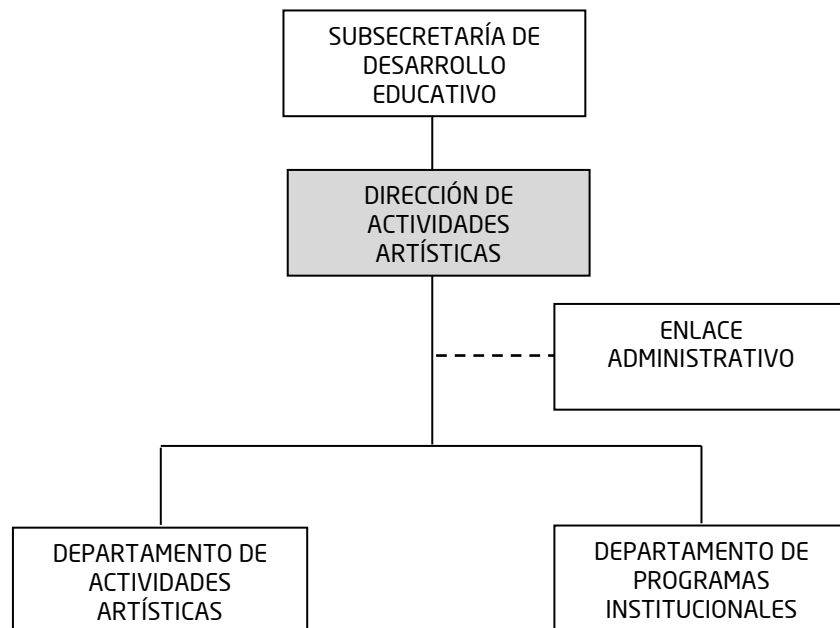 SUBSECRETARÍA DE
DESARROLLO
EDUCATIVO
DIRECCIÓN DE
ACTIVIDADES
ARTÍSTICAS
ENLACE
ADMINISTRATIVO
DEPARTAMENTO DE
ACTIVIDADES
ARTÍSTICAS
DEPARTAMENTO DE
PROGRAMAS
INSTITUCIONALES